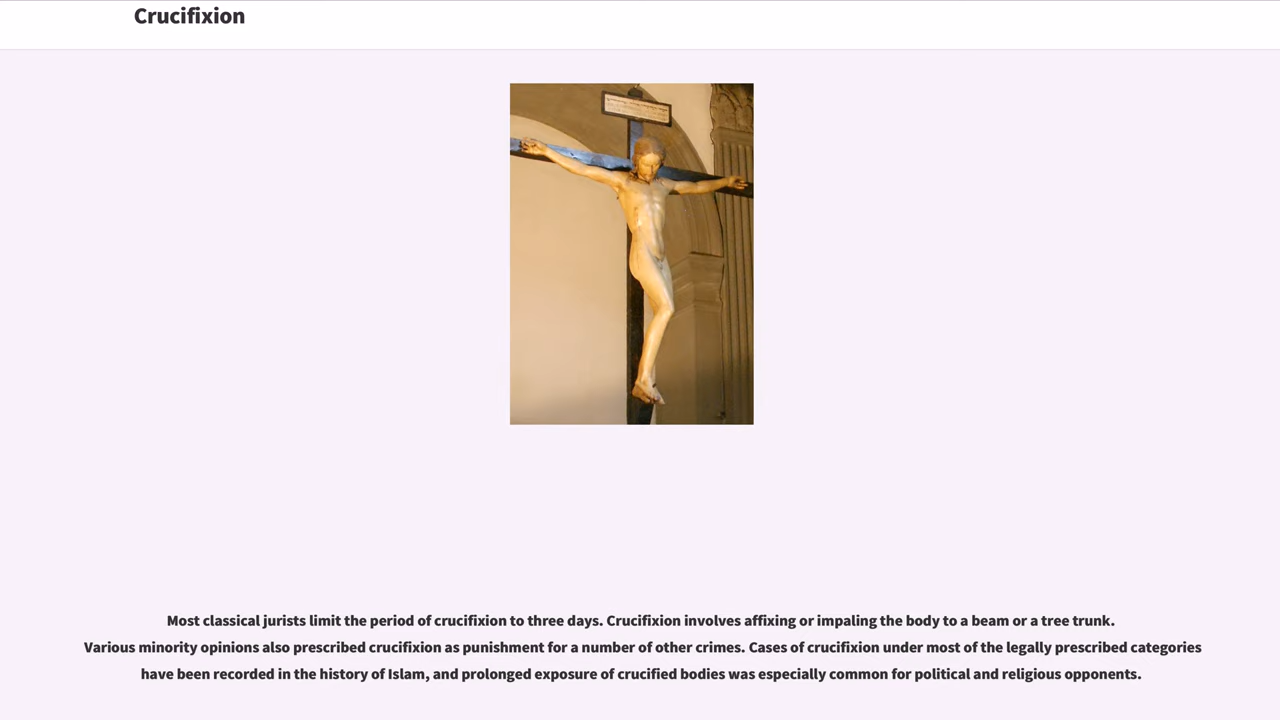 Crucifixion
Most classical jurists limit the period of crucifixion to three days. Crucifixion involves affixing or impaling the body to a beam or a tree trunk.
Various minority opinions also prescribed crucifixion as punishment for a number of other crimes. Cases of crucifixion under most of the legally prescribed categories
have been recorded in the history of Islam, and prolonged exposure of crucified bodies was especially common for political and religious opponents.